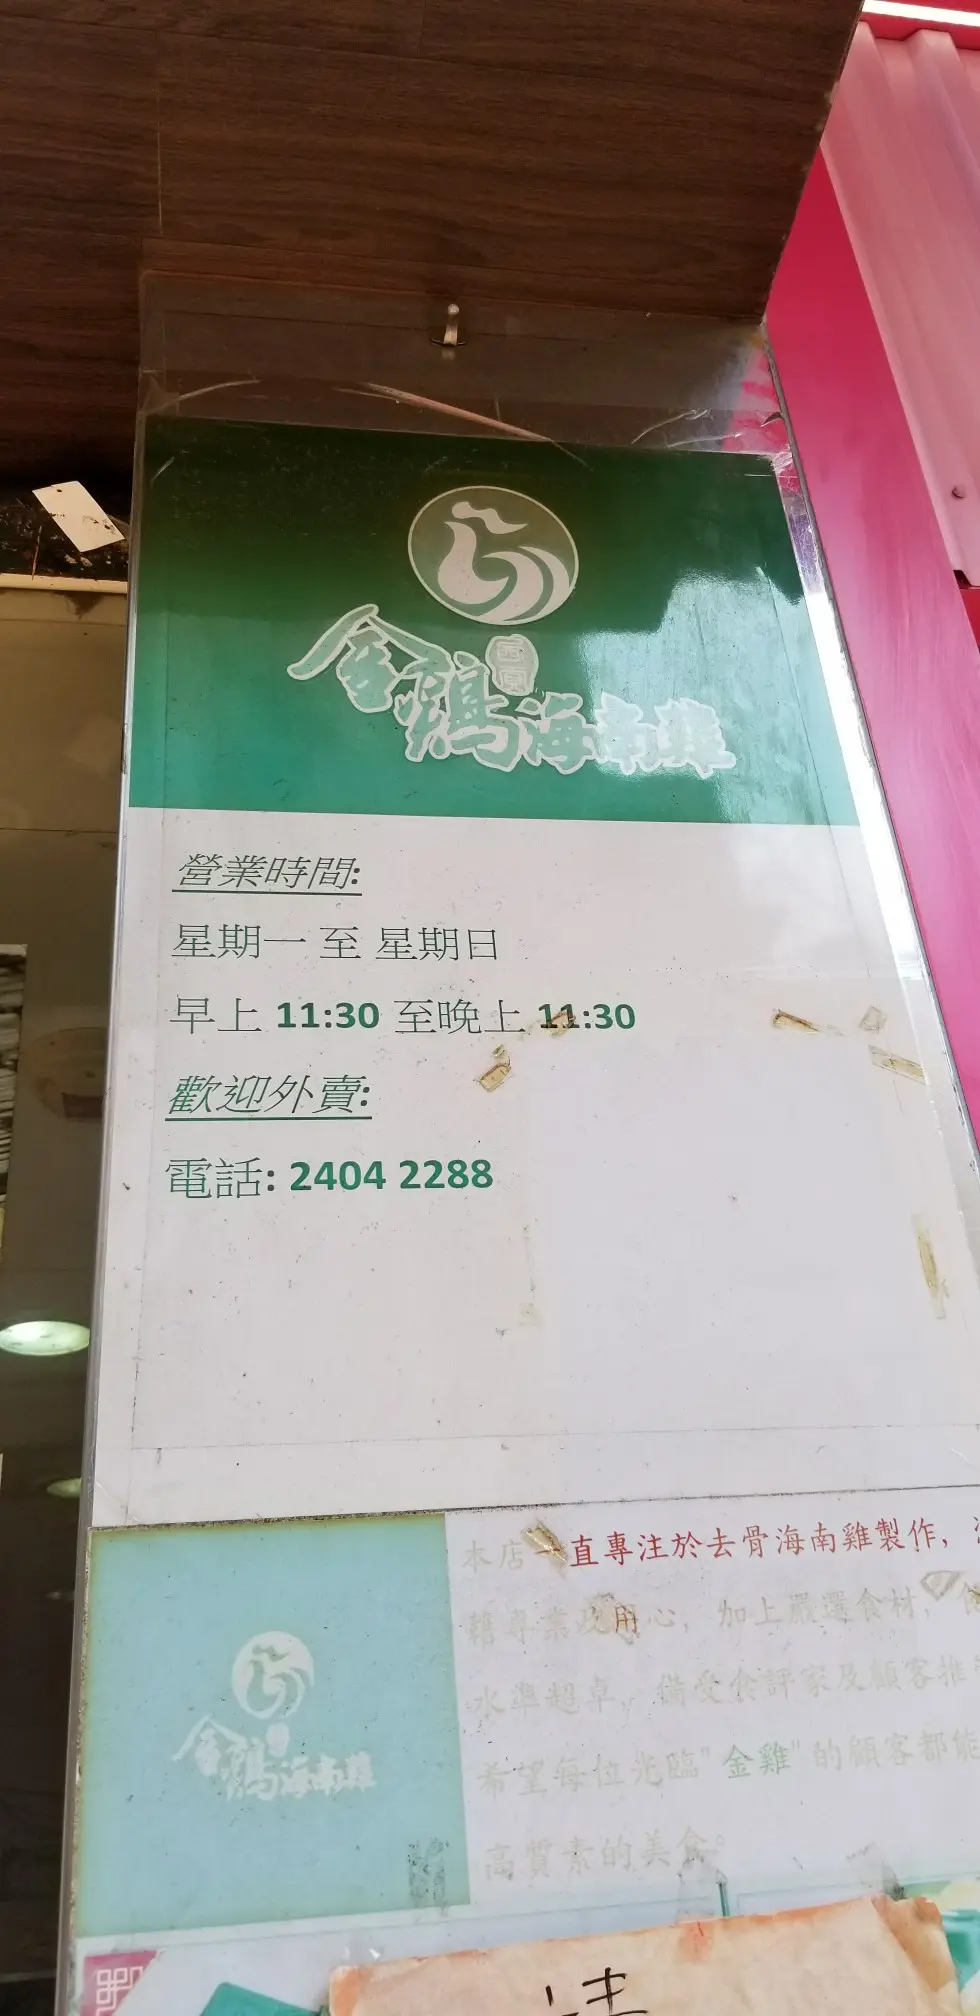 金鷄海南雞
營業時間:
星期一 至 星期日
早上 11:30 至晚上 11:30
歡迎外賣:
電話: 2404 2288
金鷄海南雞
本店一直專注於去骨海南雞製作,
藉專業及用心, 加上嚴選食材,
水準超卓, 備受食評家及顧客推
希望每位光臨"金雞"的顧客都能
高質素的美食。